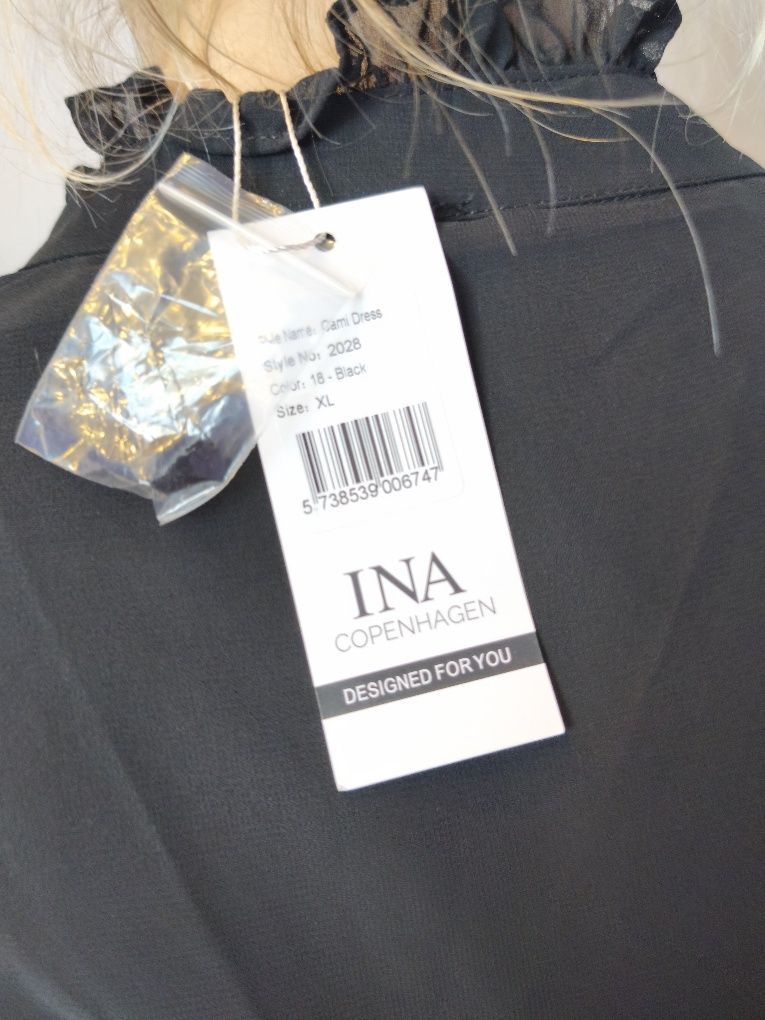 Style Name: Cami Dress
Style No: 2028
Color: 18 - Black
Size: XL
5 738539 006747
INA
COPENHAGEN
DESIGNED FOR YOU